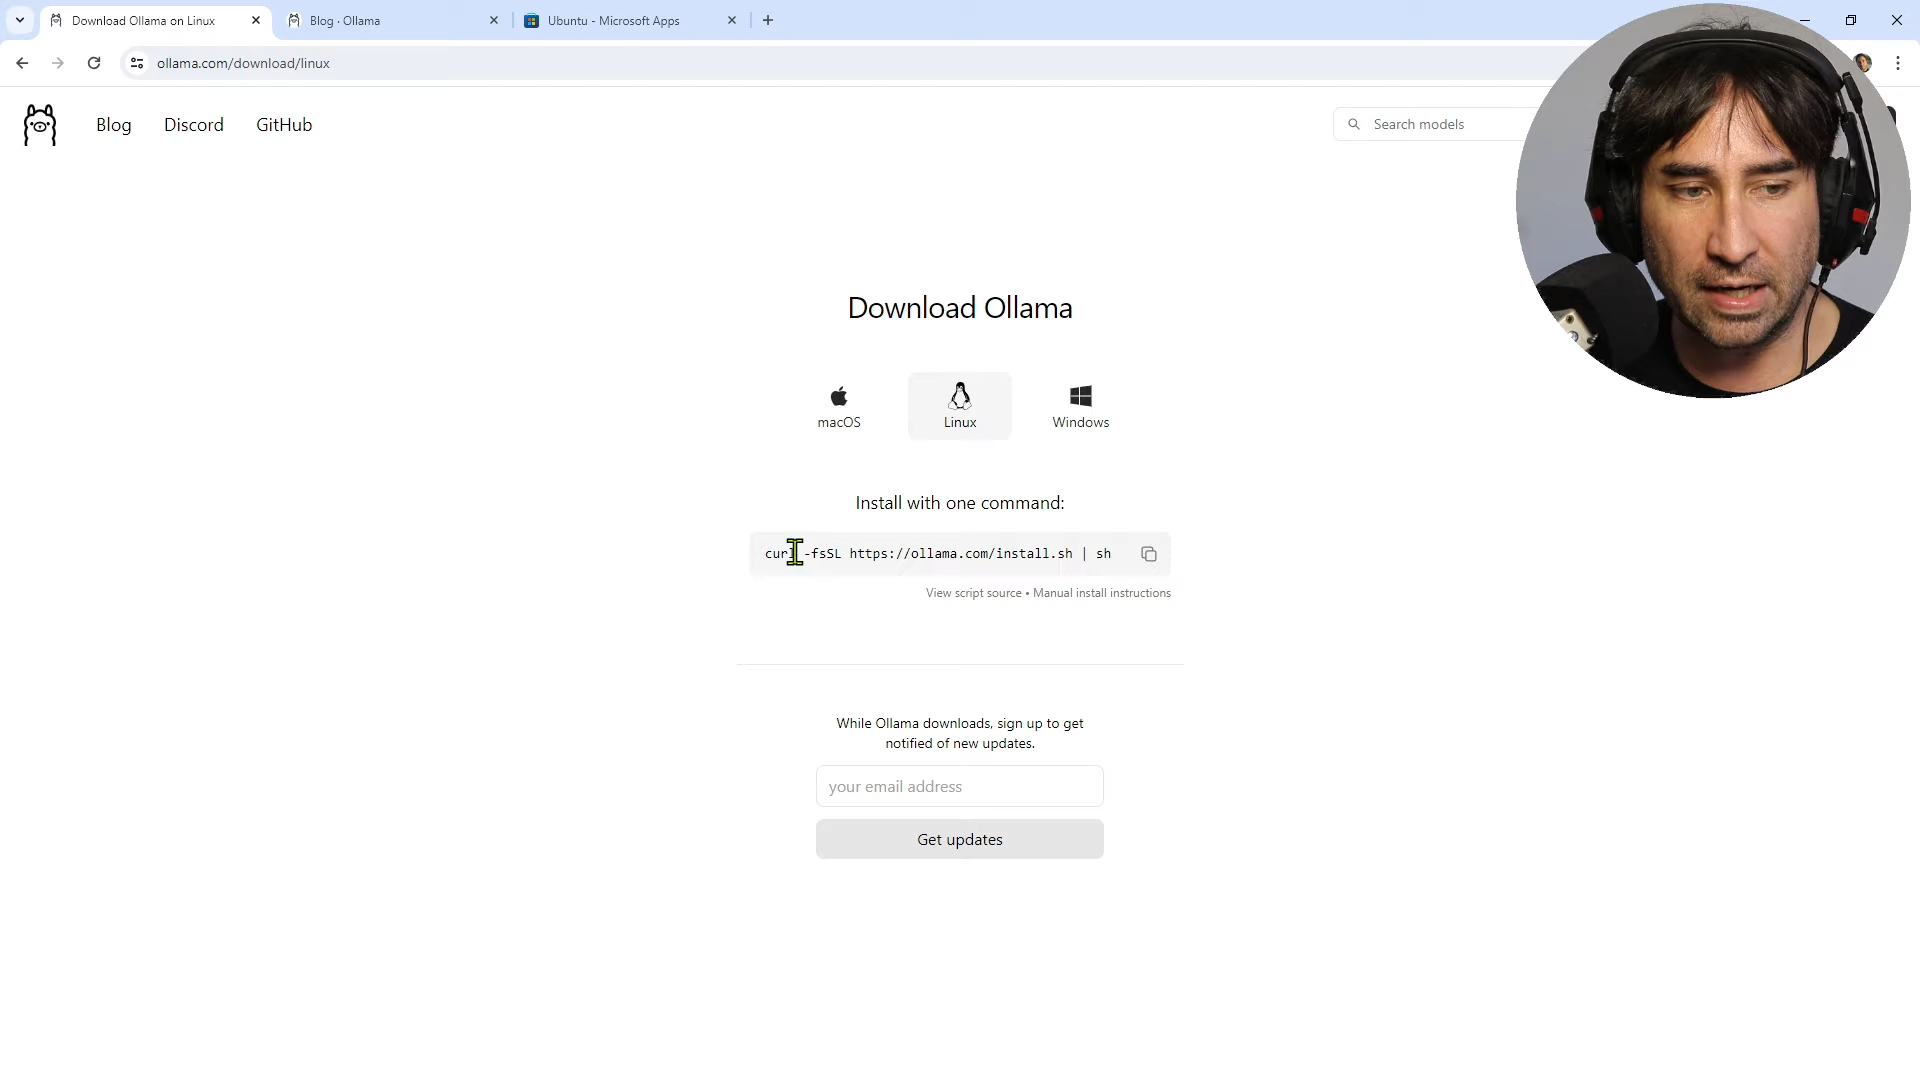 Download Ollama on Linux
Blog · Ollama
Ubuntu - Microsoft Apps
ollama.com/download/linux
Blog
Discord
GitHub
Search models
Download Ollama
macOS
Linux
Windows
Install with one command:
curl -fsSL https://ollama.com/install.sh | sh
View script source • Manual install instructions
While Ollama downloads, sign up to get
notified of new updates.
your email address
Get updates